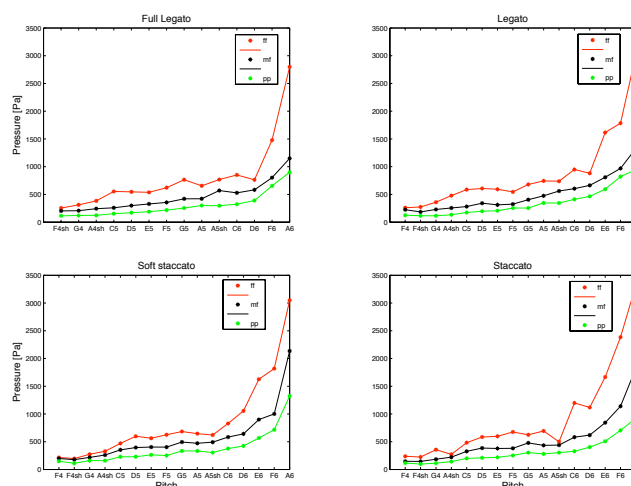 Full Legato
3500
3000
2500
2000
1500
1000
500
0
Pressure [Pa]
ff
mf
pp
F4sh G4 A4sh C5 D5 E5 F5 G5 A5 A5sh C6 D6 F6 A6
Legato
3500
3000
2500
2000
1500
1000
500
0
ff
mf
pp
F4 F4sh G4 A4sh C5 D5 E5 F5 G5 A5 A5sh C6 D6 E6 F6
Soft staccato
3500
3000
2500
2000
1500
1000
500
0
Pressure [Pa]
ff
mf
pp
F4 F4sh G4 A4sh C5 D5 E5 F5 G5 A5 A5sh C6 D6 E6 F6 A6
Pitch
Staccato
3500
3000
2500
2000
1500
1000
500
0
ff
mf
pp
F4 F4sh G4 A4sh C5 D5 E5 F5 G5 A5 A5sh C6 D6 E6 F6
Pitch